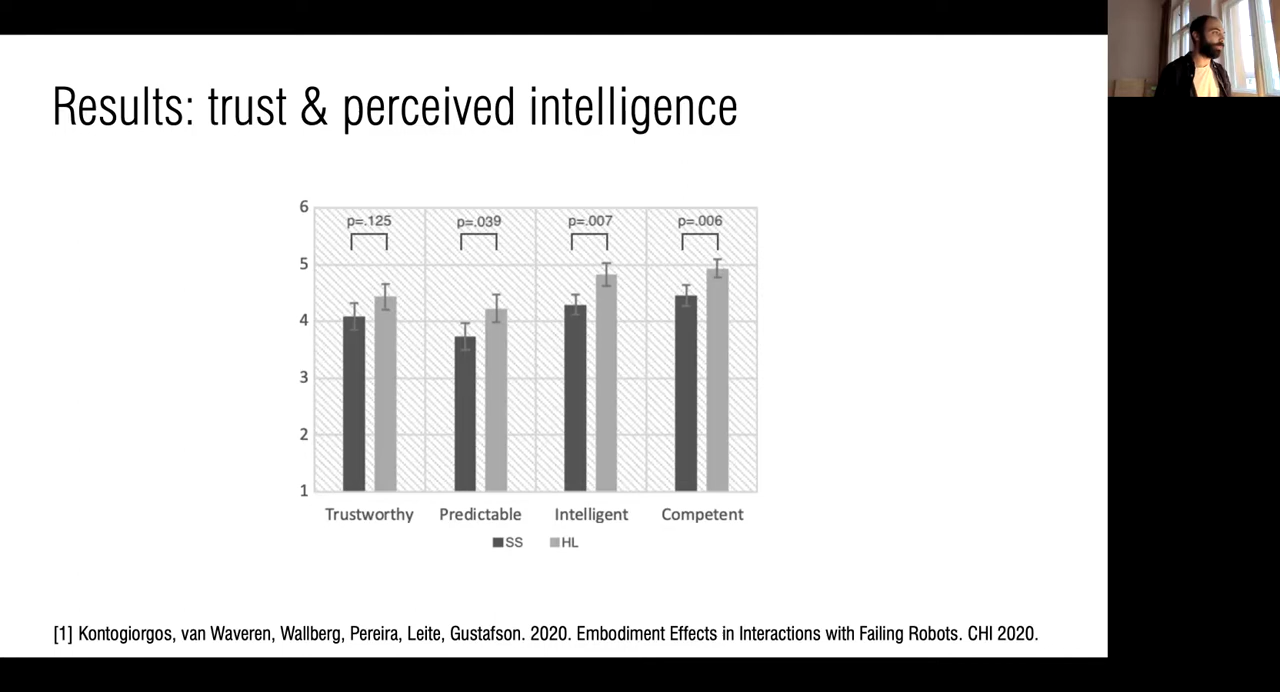 Results: trust & perceived intelligence
6
5
4
3
2
1
p=.125
p=.039
p=.007
p=.006
Trustworthy
Predictable
Intelligent
Competent
SS
HL
[1] Kontogiorgos, van Waveren, Wallberg, Pereira, Leite, Gustafson. 2020. Embodiment Effects in Interactions with Failing Robots. CHI 2020.